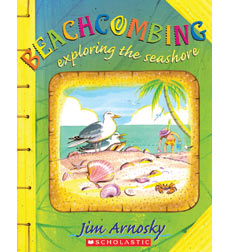 BEACHCOMBING
exploring the seashore
Jim Arnosky
SCHOLASTIC